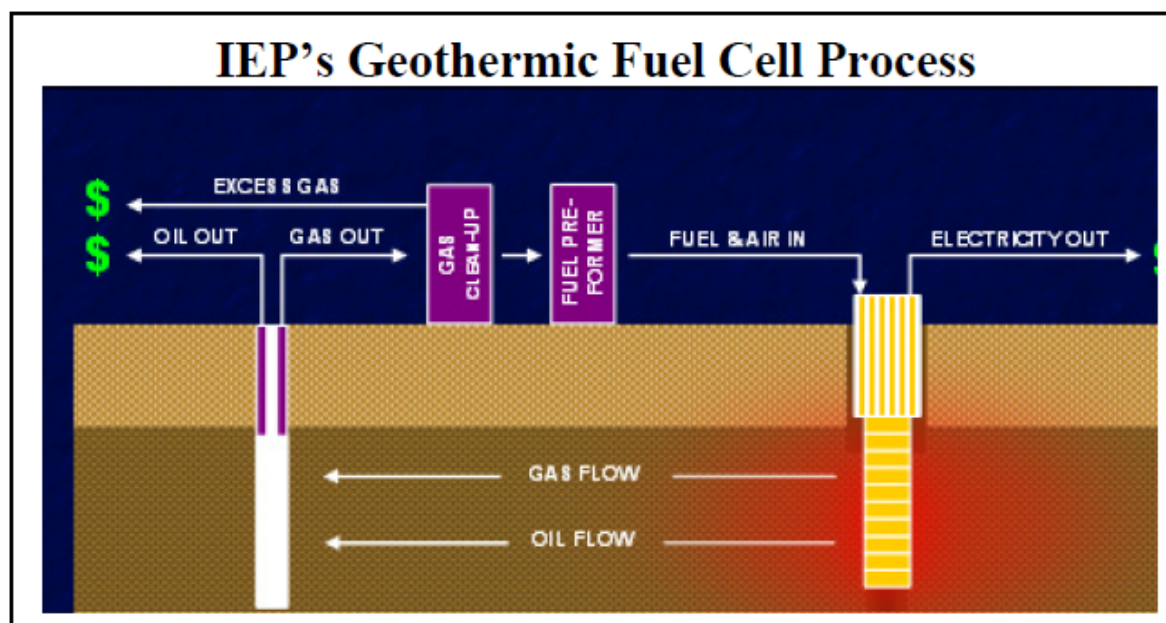 IEP's Geothermic Fuel Cell Process
$
EXCESS GAS
$
OIL OUT
GAS OUT
GAS
CLEAN-UP
FUEL PRE-
FORMER
FUEL & AIR IN
ELECTRICITY OUT
$
GAS FLOW
OIL FLOW